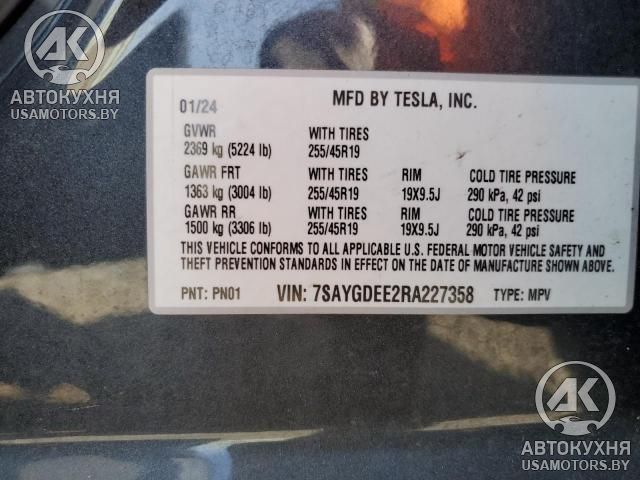 АК
АВТОКУХНЯ
USAMOTORS.BY
01/24 MFD BY TESLA, INC.
GVWR WITH TIRES
2369 kg (5224 lb) 255/45R19
GAWR FRT WITH TIRES RIM COLD TIRE PRESSURE
1363 kg (3004 lb) 255/45R19 19X9.5J 290 kPa, 42 psi
GAWR RR WITH TIRES RIM COLD TIRE PRESSURE
1500 kg (3306 lb) 255/45R19 19X9.5J 290 kPa, 42 psi
THIS VEHICLE CONFORMS TO ALL APPLICABLE U.S. FEDERAL MOTOR VEHICLE SAFETY AND
THEFT PREVENTION STANDARDS IN EFFECT ON THE DATE OF MANUFACTURE SHOWN ABOVE.
PNT: PN01 VIN: 7SAYGDEE2RA227358 TYPE: MPV
АК
АВТОКУХНЯ
USAMOTORS.BY